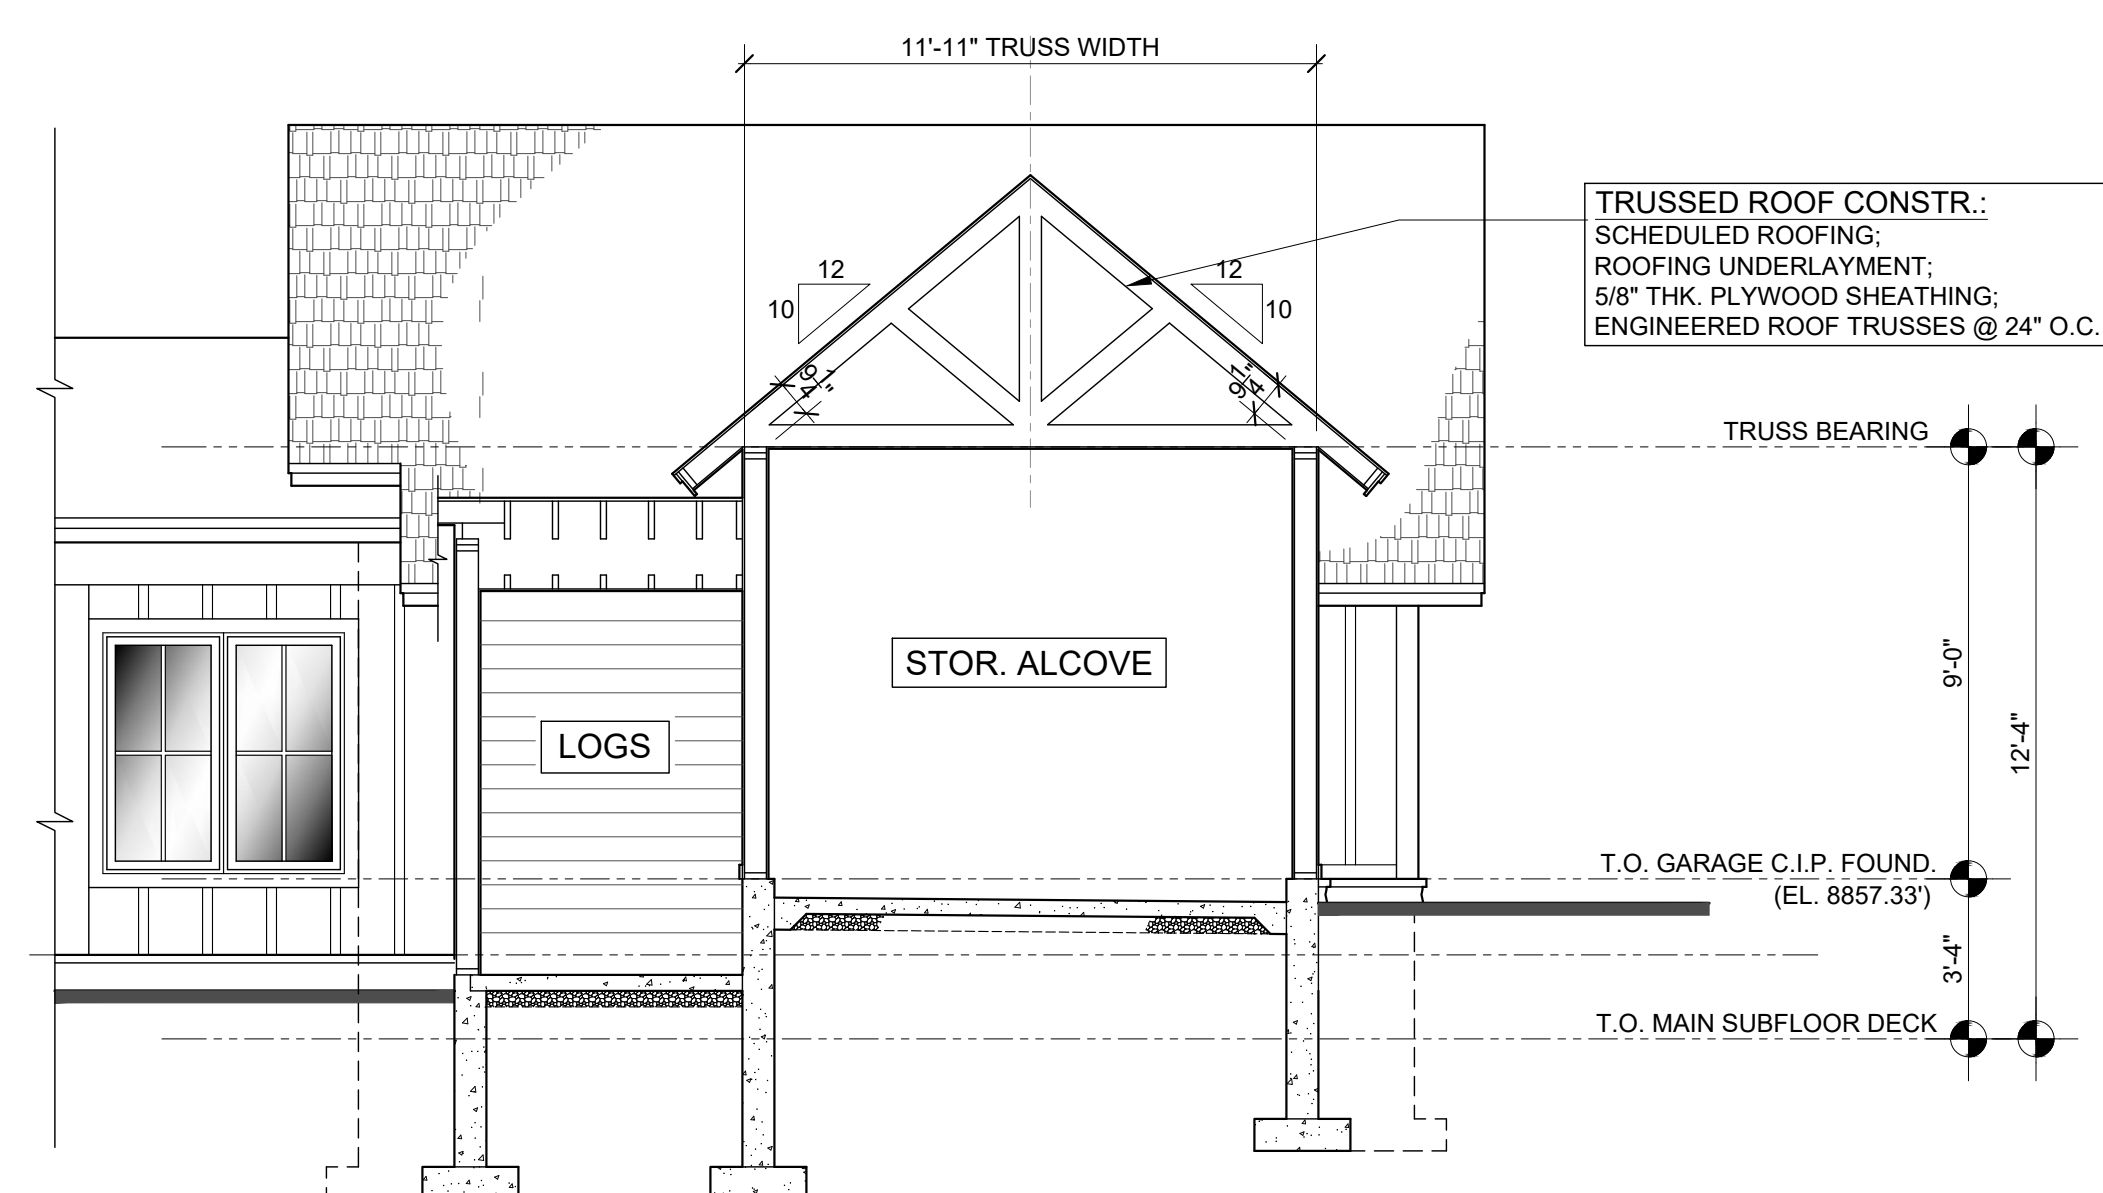 11'-11" TRUSS WIDTH
TRUSSED ROOF CONSTR.:
SCHEDULED ROOFING;
ROOFING UNDERLAYMENT;
5/8" THK. PLYWOOD SHEATHING;
ENGINEERED ROOF TRUSSES @ 24" O.C.
12
10
12
10
9 1/4"
9 1/4"
TRUSS BEARING
STOR. ALCOVE
LOGS
9'-0"
12'-4"
T.O. GARAGE C.I.P. FOUND.
(EL. 8857.33')
3'-4"
T.O. MAIN SUBFLOOR DECK